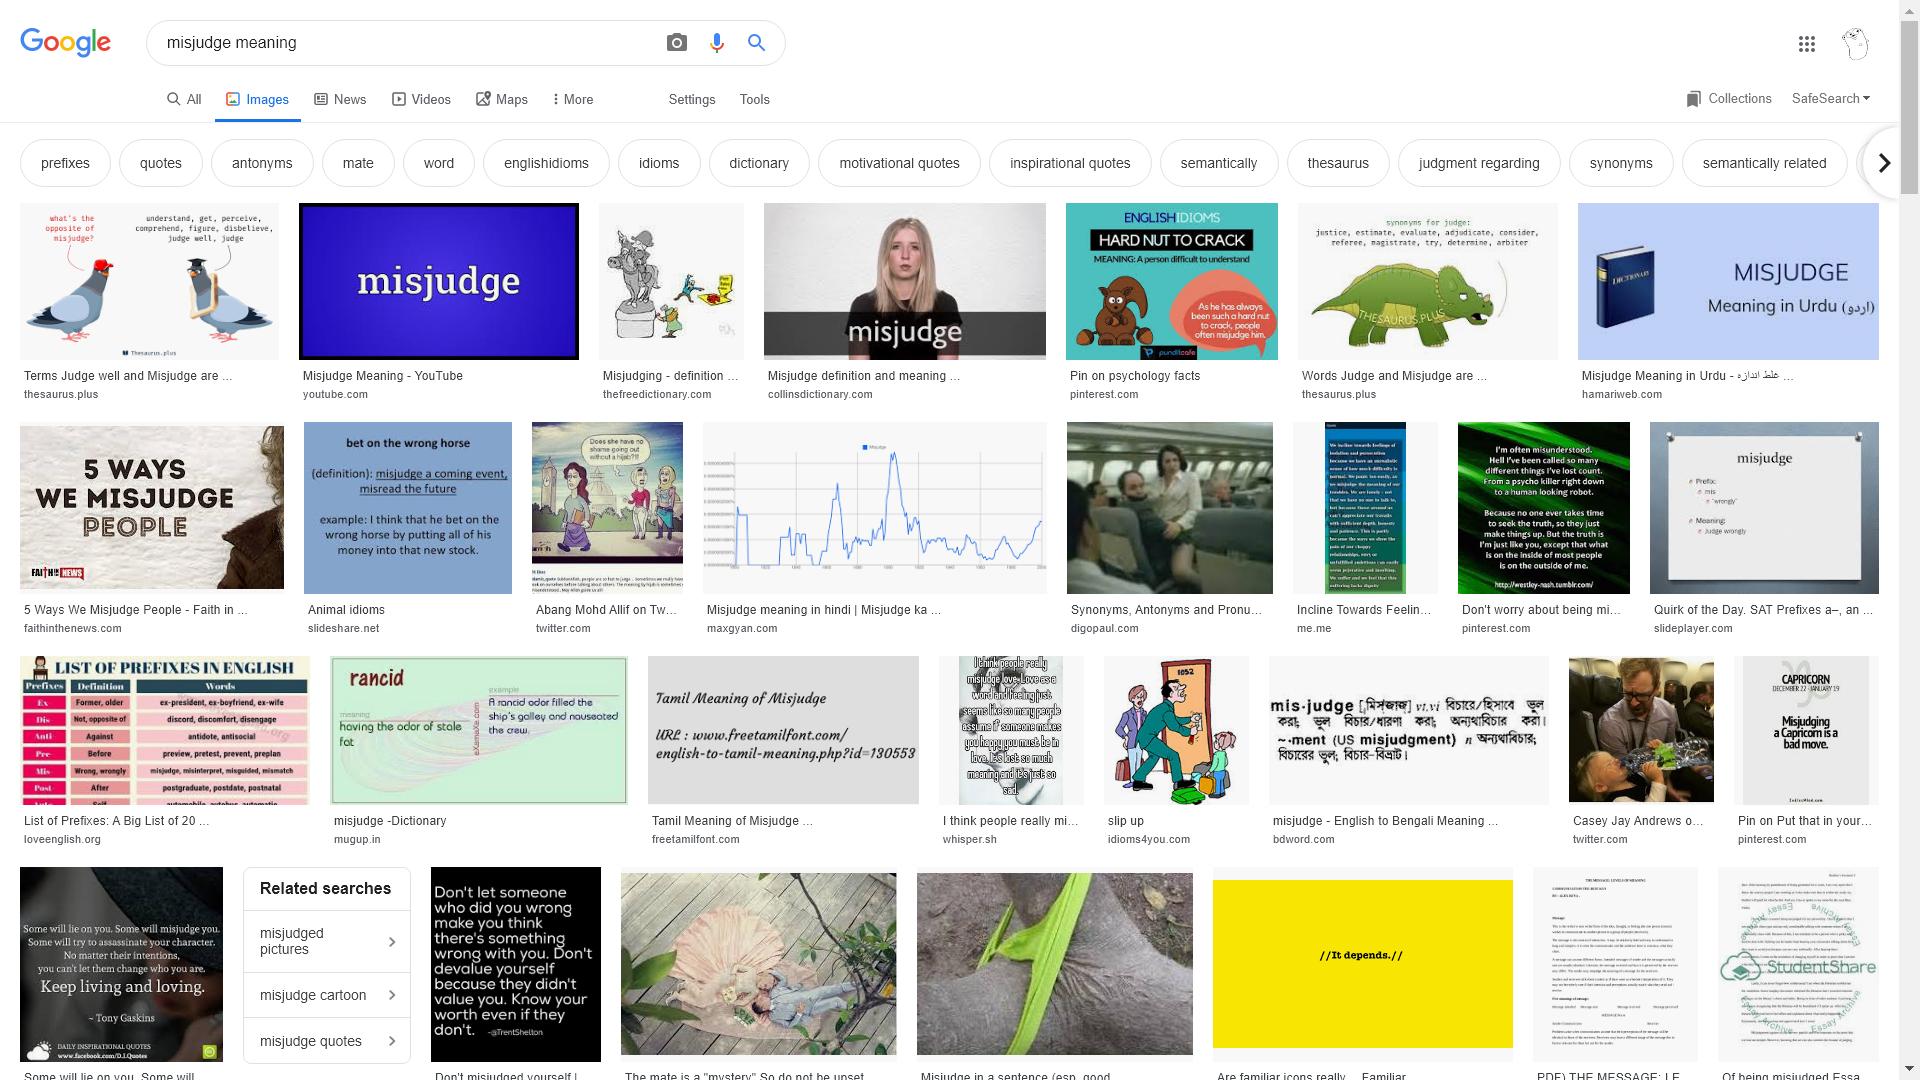 Google
misjudge meaning
All
Images
News
Videos
Maps
More
Settings
Tools
Collections
SafeSearch
prefixes
quotes
antonyms
mate
word
englishidioms
idioms
dictionary
motivational quotes
inspirational quotes
semantically
thesaurus
judgment regarding
synonyms
semantically related
what's the
opposite of
misjudge?
understand, get, perceive,
comprehend, figure, disbelieve,
judge well, judge
Thesaurus.plus
misjudge
misjudge
ENGLISHIDIOMS
HARD NUT TO CRACK
MEANING: A person difficult to understand
As he has always
been such a hard nut
to crack, people
often misjudge him.
punditcafe
synonyms for judge:
justice, estimate, evaluate, adjudicate, consider,
referee, magistrate, try, determine, arbiter
THESAURUS.PLUS
DICTIONARY
MISJUDGE
Meaning in Urdu (اردو)
Terms Judge well and Misjudge are ...
thesaurus.plus
Misjudge Meaning - YouTube
youtube.com
Misjudging - definition ...
thefreedictionary.com
Misjudge definition and meaning ...
collinsdictionary.com
Pin on psychology facts
pinterest.com
Words Judge and Misjudge are ...
thesaurus.plus
Misjudge Meaning in Urdu - غلط اندازہ ...
hamariweb.com
5 WAYS
WE MISJUDGE
PEOPLE
bet on the wrong horse
(definition): misjudge a coming event,
misread the future
example: I think that he bet on the
wrong horse by putting all of his
money into that new stock.
Does she have no
shame going out
without a hijab?!!
Misjudge
I'm often misunderstood.
Hell I've been called so many
different things I've lost count.
From a psycho killer right down
to a human looking robot.
Because no one ever takes time
to seek the truth, so they just
make things up. But the truth is
I'm just like you, except that what
is on the inside of most people
is on the outside of me.
http://westley-nash.tumblr.com/
misjudge
Prefix:
mis
"wrongly"
Meaning:
Judge wrongly
5 Ways We Misjudge People - Faith in ...
faithinthenews.com
Animal idioms
slideshare.net
Abang Mohd Allif on Tw...
twitter.com
Misjudge meaning in hindi | Misjudge ka ...
maxgyan.com
Synonyms, Antonyms and Pronu...
digopaul.com
Incline Towards Feelin...
me.me
Don't worry about being mi...
pinterest.com
Quirk of the Day. SAT Prefixes a–, an ...
slideplayer.com
LIST OF PREFIXES IN ENGLISH
Prefixes Definition Words
Ex Former, older ex-president, ex-boyfriend, ex-wife
Dis Not, opposite of discord, discomfort, disengage
Anti Against antidote, antisocial
Pre Before preview, pretest, prevent, preplan
Mis Wrong, wrongly misjudge, misinterpret, misguided, mismatch
Post After postgraduate, postdate, postnatal
rancid
meaning
having the odor of stale
fat
example
A rancid odor filled the
ship's galley and nauseated
the crew.
Tamil Meaning of Misjudge
URL : www.freetamilfont.com/
english-to-tamil-meaning.php?id=130553
I think people really
misjudge love. Love as a
word and feeling just
seems like so many people
assume if someone makes
you happy you must be in
love. It's lost so much
meaning and it's just so
sad.
1052
mis·judge [মিস্‌জাজ্‌] vt,vi বিচারে/হিসাবে ভুল
করা; ভুল বিচার/ধারণা করা; অন্যথাবিচার করা।
~·ment (US misjudgment) n অন্যথাবিচার;
বিচারের ভুল; বিচার-বিভ্রাট।
CAPRICORN
DECEMBER 22 - JANUARY 19
Misjudging
a Capricorn is a
bad move.
List of Prefixes: A Big List of 20 ...
loveenglish.org
misjudge -Dictionary
mugup.in
Tamil Meaning of Misjudge ...
freetamilfont.com
I think people really mi...
whisper.sh
slip up
idioms4you.com
misjudge - English to Bengali Meaning ...
bdword.com
Casey Jay Andrews o...
twitter.com
Pin on Put that in your...
pinterest.com
Some will lie on you. Some will misjudge you.
Some will try to assassinate your character.
No matter their intentions,
you can't let them change who you are.
Keep living and loving.
~ Tony Gaskins
DAILY INSPIRATIONAL QUOTES
www.facebook.com/D.I.Quotes
Related searches
misjudged
pictures
misjudge cartoon
misjudge quotes
Don't let someone
who did you wrong
make you think
there's something
wrong with you. Don't
devalue yourself
because they didn't
value you. Know your
worth even if they
don't. -@TrentShelton
//It depends.//
StudentShare
Some will lie on you. Some will
Don't misjudged yourself |
The mate is a "mystery" So do not be upset
Misjudge in a sentence (esp. good
Are familiar icons really ... Familiar
PDF) THE MESSAGE: LE
Of being misjudged Essa